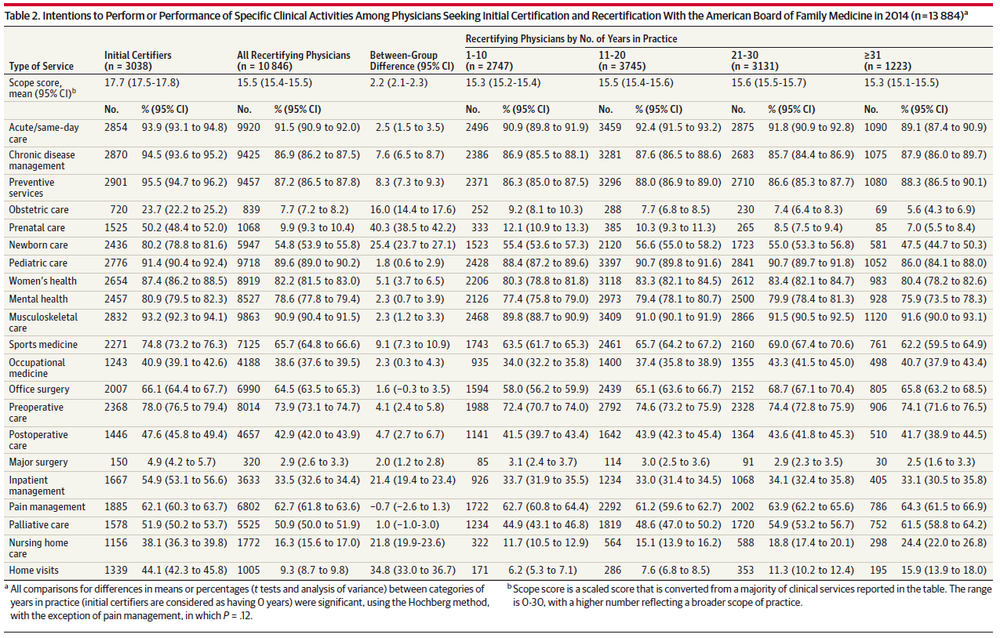 Table 2. Intentions to Perform or Performance of Specific Clinical Activities Among Physicians Seeking Initial Certification and Recertification With the American Board of Family Medicine in 2014 (n=13 884)a
Recertifying Physicians by No. of Years in Practice
Initial Certifiers All Recertifying Physicians Between-Group 1-10 11-20 21-30 ≥31
Type of Service (n = 3038) (n = 10 846) Difference (95% CI) (n = 2747) (n = 3745) (n = 3131) (n = 1223)
Scope score, 17.7 (17.5-17.8) 15.5 (15.4-15.5) 2.2 (2.1-2.3) 15.3 (15.2-15.4) 15.5 (15.4-15.6) 15.6 (15.5-15.7) 15.3 (15.1-15.5)
mean (95% CI)b
No. % (95% CI) No. % (95% CI) No. % (95% CI) No. % (95% CI) No. % (95% CI) No. % (95% CI)
Acute/same-day 2854 93.9 (93.1 to 94.8) 9920 91.5 (90.9 to 92.0) 2.5 (1.5 to 3.5) 2496 90.9 (89.8 to 91.9) 3459 92.4 (91.5 to 93.2) 2875 91.8 (90.9 to 92.8) 1090 89.1 (87.4 to 90.9)
care
Chronic disease 2870 94.5 (93.6 to 95.2) 9425 86.9 (86.2 to 87.5) 7.6 (6.5 to 8.7) 2386 86.9 (85.5 to 88.1) 3281 87.6 (86.5 to 88.6) 2683 85.7 (84.4 to 86.9) 1075 87.9 (86.0 to 89.7)
management
Preventive 2901 95.5 (94.7 to 96.2) 9457 87.2 (86.5 to 87.8) 8.3 (7.3 to 9.3) 2371 86.3 (85.0 to 87.5) 3296 88.0 (86.9 to 89.0) 2710 86.6 (85.3 to 87.7) 1080 88.3 (86.5 to 90.1)
services
Obstetric care 720 23.7 (22.2 to 25.2) 839 7.7 (7.2 to 8.2) 16.0 (14.4 to 17.6) 252 9.2 (8.1 to 10.3) 288 7.7 (6.8 to 8.5) 230 7.4 (6.4 to 8.3) 69 5.6 (4.3 to 6.9)
Prenatal care 1525 50.2 (48.4 to 52.0) 1068 9.9 (9.3 to 10.4) 40.3 (38.5 to 42.2) 333 12.1 (10.9 to 13.3) 385 10.3 (9.3 to 11.3) 265 8.5 (7.5 to 9.4) 85 7.0 (5.5 to 8.4)
Newborn care 2436 80.2 (78.8 to 81.6) 5947 54.8 (53.9 to 55.8) 25.4 (23.7 to 27.1) 1523 55.4 (53.6 to 57.3) 2120 56.6 (55.0 to 58.2) 1723 55.0 (53.3 to 56.8) 581 47.5 (44.7 to 50.3)
Pediatric care 2776 91.4 (90.4 to 92.4) 9718 89.6 (89.0 to 90.2) 1.8 (0.6 to 2.9) 2428 88.4 (87.2 to 89.6) 3397 90.7 (89.8 to 91.6) 2841 90.7 (89.7 to 91.8) 1052 86.0 (84.1 to 88.0)
Women's health 2654 87.4 (86.2 to 88.5) 8919 82.2 (81.5 to 83.0) 5.1 (3.7 to 6.5) 2206 80.3 (78.8 to 81.8) 3118 83.3 (82.1 to 84.5) 2612 83.4 (82.1 to 84.7) 983 80.4 (78.2 to 82.6)
Mental health 2457 80.9 (79.5 to 82.3) 8527 78.6 (77.8 to 79.4) 2.3 (0.7 to 3.9) 2126 77.4 (75.8 to 79.0) 2973 79.4 (78.1 to 80.7) 2500 79.9 (78.4 to 81.3) 928 75.9 (73.5 to 78.3)
Musculoskeletal 2832 93.2 (92.3 to 94.1) 9863 90.9 (90.4 to 91.5) 2.3 (1.2 to 3.3) 2468 89.8 (88.7 to 90.9) 3409 91.0 (90.1 to 91.9) 2866 91.5 (90.5 to 92.5) 1120 91.6 (90.0 to 93.1)
care
Sports medicine 2271 74.8 (73.2 to 76.3) 7125 65.7 (64.8 to 66.6) 9.1 (7.3 to 10.9) 1743 63.5 (61.7 to 65.3) 2461 65.7 (64.2 to 67.2) 2160 69.0 (67.4 to 70.6) 761 62.2 (59.5 to 64.9)
Occupational 1243 40.9 (39.1 to 42.6) 4188 38.6 (37.6 to 39.5) 2.3 (0.3 to 4.3) 935 34.0 (32.2 to 35.8) 1400 37.4 (35.8 to 38.9) 1355 43.3 (41.5 to 45.0) 498 40.7 (37.9 to 43.4)
medicine
Office surgery 2007 66.1 (64.4 to 67.7) 6990 64.5 (63.5 to 65.3) 1.6 (−0.3 to 3.5) 1594 58.0 (56.2 to 59.9) 2439 65.1 (63.6 to 66.7) 2152 68.7 (67.1 to 70.4) 805 65.8 (63.2 to 68.5)
Preoperative 2368 78.0 (76.5 to 79.4) 8014 73.9 (73.1 to 74.7) 4.1 (2.4 to 5.8) 1988 72.4 (70.7 to 74.0) 2792 74.6 (73.2 to 75.9) 2328 74.4 (72.8 to 75.9) 906 74.1 (71.6 to 76.5)
care
Postoperative 1446 47.6 (45.8 to 49.4) 4657 42.9 (42.0 to 43.9) 4.7 (2.7 to 6.7) 1141 41.5 (39.7 to 43.4) 1642 43.9 (42.3 to 45.4) 1364 43.6 (41.8 to 45.3) 510 41.7 (38.9 to 44.5)
care
Major surgery 150 4.9 (4.2 to 5.7) 320 2.9 (2.6 to 3.3) 2.0 (1.2 to 2.8) 85 3.1 (2.4 to 3.7) 114 3.0 (2.5 to 3.6) 91 2.9 (2.3 to 3.5) 30 2.5 (1.6 to 3.3)
Inpatient 1667 54.9 (53.1 to 56.6) 3633 33.5 (32.6 to 34.4) 21.4 (19.4 to 23.4) 926 33.7 (31.9 to 35.5) 1234 33.0 (31.4 to 34.5) 1068 34.1 (32.4 to 35.8) 405 33.1 (30.5 to 35.8)
management
Pain management 1885 62.1 (60.3 to 63.7) 6802 62.7 (61.8 to 63.6) −0.7 (−2.6 to 1.3) 1722 62.7 (60.8 to 64.4) 2292 61.2 (59.6 to 62.7) 2002 63.9 (62.2 to 65.6) 786 64.3 (61.5 to 66.9)
Palliative care 1578 51.9 (50.2 to 53.7) 5525 50.9 (50.0 to 51.9) 1.0 (−1.0-3.0) 1234 44.9 (43.1 to 46.8) 1819 48.6 (47.0 to 50.2) 1720 54.9 (53.2 to 56.7) 752 61.5 (58.8 to 64.2)
Nursing home 1156 38.1 (36.3 to 39.8) 1772 16.3 (15.6 to 17.0) 21.8 (19.9-23.6) 322 11.7 (10.5 to 12.9) 564 15.1 (13.9 to 16.2) 588 18.8 (17.4 to 20.1) 298 24.4 (22.0 to 26.8)
care
Home visits 1339 44.1 (42.3 to 45.8) 1005 9.3 (8.7 to 9.8) 34.8 (33.0 to 36.7) 171 6.2 (5.3 to 7.1) 286 7.6 (6.8 to 8.5) 353 11.3 (10.2 to 12.4) 195 15.9 (13.9 to 18.0)
a All comparisons for differences in means or percentages (t tests and analysis of variance) between categories of
years in practice (initial certifiers are considered as having 0 years) were significant, using the Hochberg method,
with the exception of pain management, in which P = .12.
b Scope score is a scaled score that is converted from a majority of clinical services reported in the table. The range
is 0-30, with a higher number reflecting a broader scope of practice.